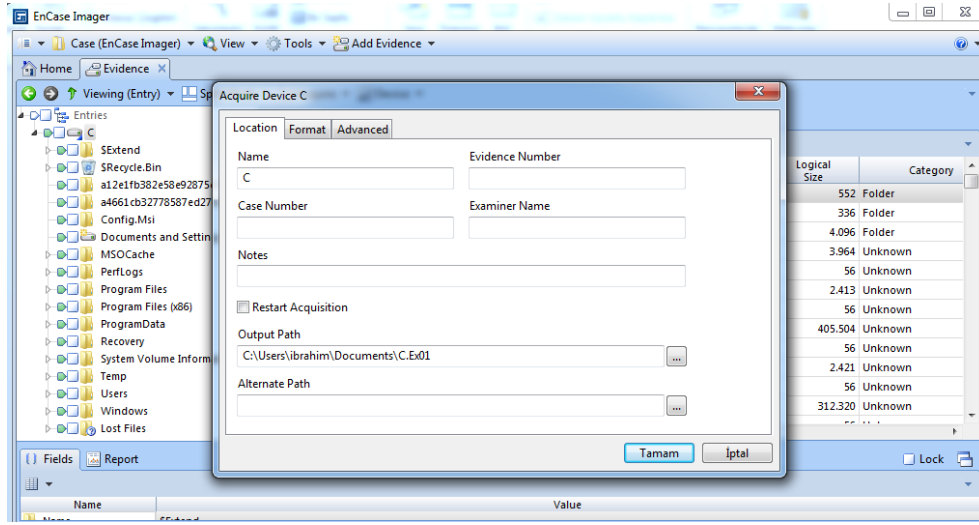 EnCase Imager
Case (EnCase Imager) View Tools Add Evidence
Home Evidence
Viewing (Entry) Sp
Entries
C
$Extend
$Recycle.Bin
a12e1fb382e58e92875
a4661cb32778587ed27
Config.Msi
Documents and Settin
MSOCache
PerfLogs
Program Files
Program Files (x86)
ProgramData
Recovery
System Volume Inform
Temp
Users
Windows
Lost Files
Acquire Device C
Location Format Advanced
Name Evidence Number
C
Case Number Examiner Name
Notes
Restart Acquisition
Output Path
C:\Users\ibrahim\Documents\C.Ex01
...
Alternate Path
...
Tamam İptal
Logical Size Category
552 Folder
336 Folder
4.096 Folder
3.964 Unknown
56 Unknown
2.413 Unknown
56 Unknown
405.504 Unknown
56 Unknown
2.421 Unknown
56 Unknown
312.320 Unknown
Fields Report Lock
Name Value